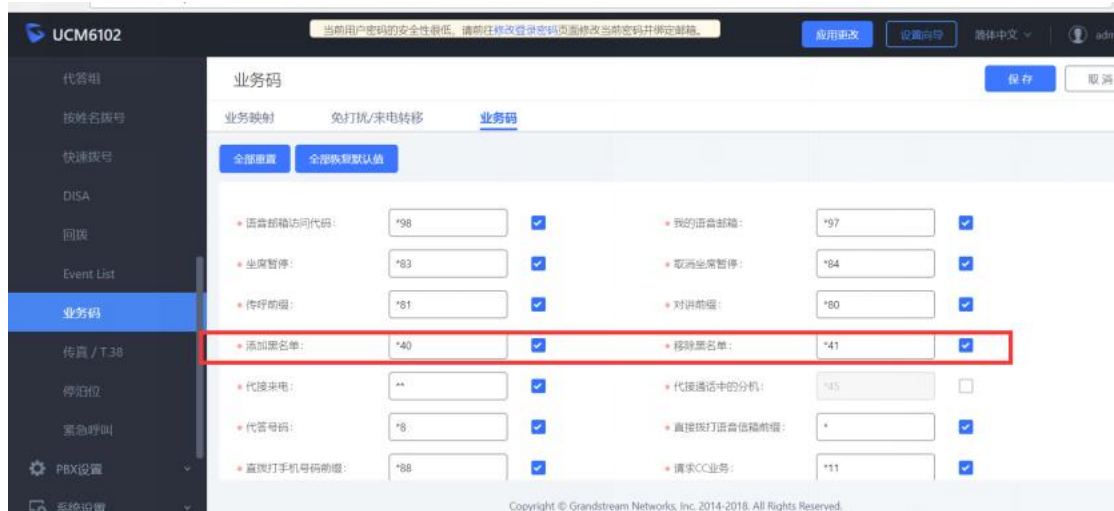 UCM6102
当前用户密码的安全性很低，请前往修改登录密码页面修改当前密码并绑定邮箱。
应用更改
设置向导
简体中文
adm
代答组
按姓名拨号
快速拨号
DISA
回拨
Event List
业务码
传真 / T.38
停泊位
紧急呼叫
PBX设置
系统设置
业务码
保存
取消
业务映射 免打扰/来电转移 业务码
全部重置 全部恢复默认值
* 语音邮箱访问代码: *98 * 我的语音邮箱: *97
* 坐席暂停: *83 * 取消坐席暂停: *84
* 传呼前缀: *81 * 对讲前缀: *80
* 添加黑名单: *40 * 移除黑名单: *41
* 代接来电: ** * 代接通话中的分机: *45
* 代答号码: *8 * 直接拨打语音信箱前缀: *
* 直拨打手机号码前缀: *88 * 请求CC业务: *11
Copyright © Grandstream Networks, Inc. 2014-2018. All Rights Reserved.